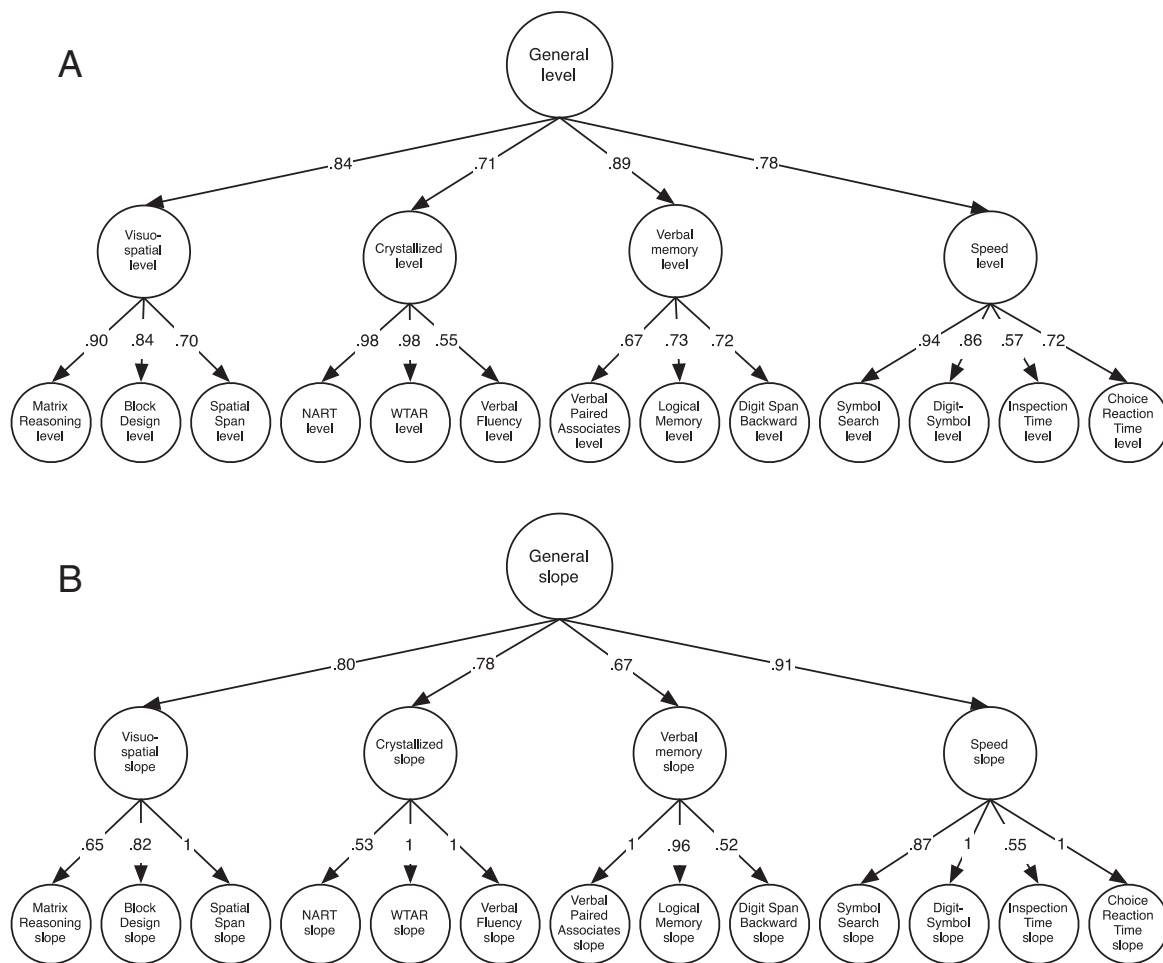 A
General
level
.84
.71
.89
.78
Visuo-
spatial
level
Crystallized
level
Verbal
memory
level
Speed
level
.90
.84
.70
.98
.98
.55
.67
.73
.72
.94
.86
.57
.72
Matrix
Reasoning
level
Block
Design
level
Spatial
Span
level
NART
level
WTAR
level
Verbal
Fluency
level
Verbal
Paired
Associates
level
Logical
Memory
level
Digit Span
Backward
level
Symbol
Search
level
Digit-
Symbol
level
Inspection
Time
level
Choice
Reaction
Time
level
B
General
slope
.80
.78
.67
.91
Visuo-
spatial
slope
Crystallized
slope
Verbal
memory
slope
Speed
slope
.65
.82
1
.53
1
1
1
.96
.52
.87
1
.55
1
Matrix
Reasoning
slope
Block
Design
slope
Spatial
Span
slope
NART
slope
WTAR
slope
Verbal
Fluency
slope
Verbal
Paired
Associates
slope
Logical
Memory
slope
Digit Span
Backward
slope
Symbol
Search
slope
Digit-
Symbol
slope
Inspection
Time
slope
Choice
Reaction
Time
slope